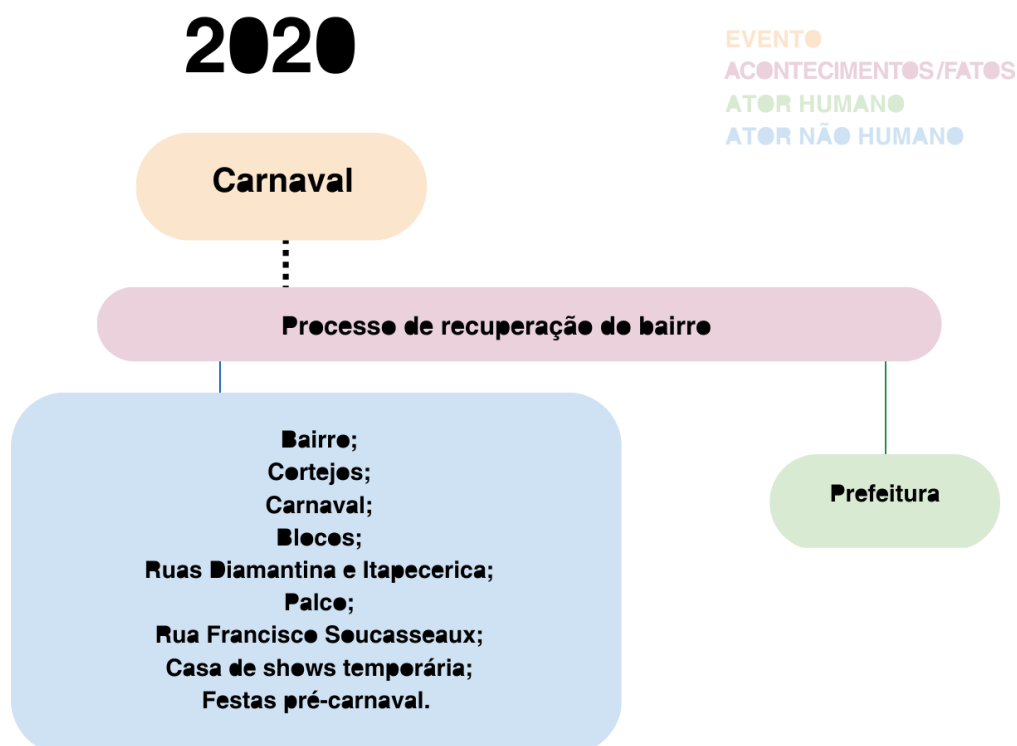 2020
EVENTO
ACONTECIMENTOS/FATOS
ATOR HUMANO
ATOR NÃO HUMANO
Carnaval
Processo de recuperação do bairro
Bairro;
Cortejos;
Carnaval;
Blocos;
Ruas Diamantina e Itapecerica;
Palco;
Rua Francisco Soucasseaux;
Casa de shows temporária;
Festas pré-carnaval.
Prefeitura